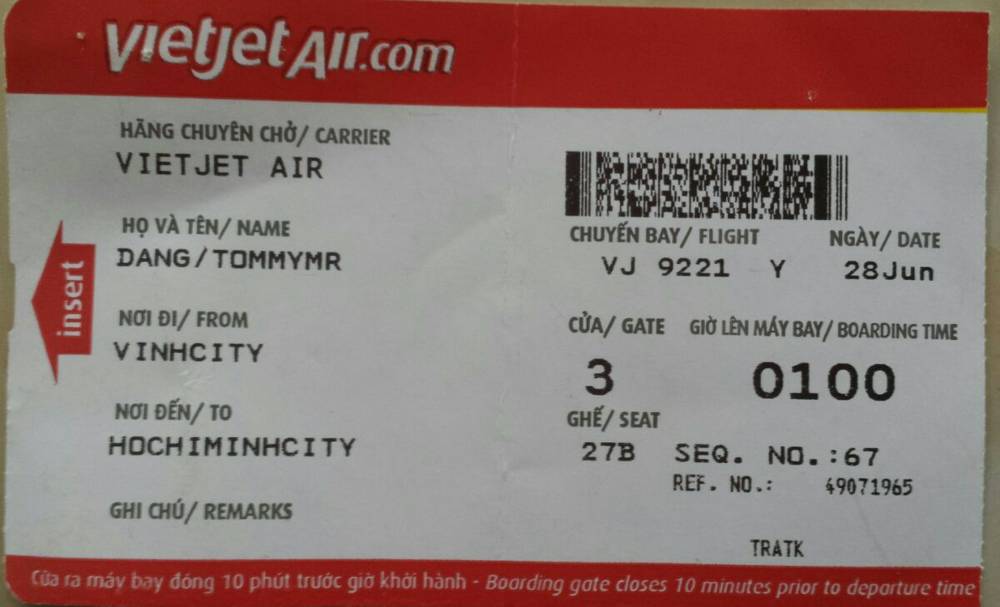 vietjetAir.com
HÃNG CHUYÊN CHỞ/ CARRIER
VIETJET AIR
HỌ VÀ TÊN/ NAME
DANG/TOMMYMR
NƠI ĐI/ FROM
VINHCITY
NƠI ĐẾN/ TO
HOCHIMINHCITY
GHI CHÚ/ REMARKS
insert
CHUYẾN BAY/ FLIGHT NGÀY/ DATE
VJ 9221 Y 28Jun
CỬA/ GATE GIỜ LÊN MÁY BAY/ BOARDING TIME
3 0100
GHẾ/ SEAT
27B SEQ. NO.:67
REF. NO.: 49071965
TRATK
Cửa ra máy bay đóng 10 phút trước giờ khởi hành - Boarding gate closes 10 minutes prior to departure time